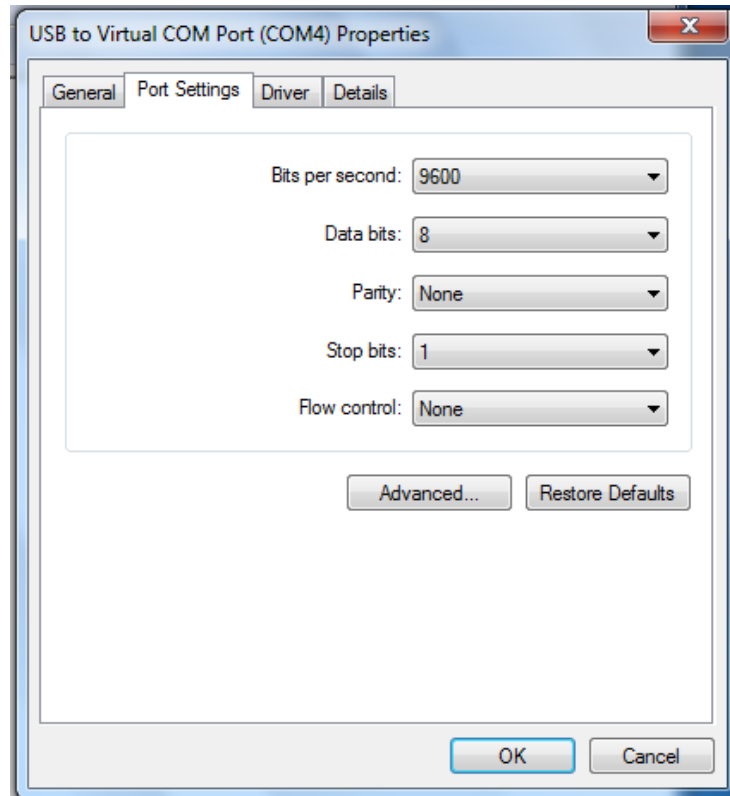 USB to Virtual COM Port (COM4) Properties
X
General Port Settings Driver Details
Bits per second: 9600
Data bits: 8
Parity: None
Stop bits: 1
Flow control: None
Advanced... Restore Defaults
OK Cancel